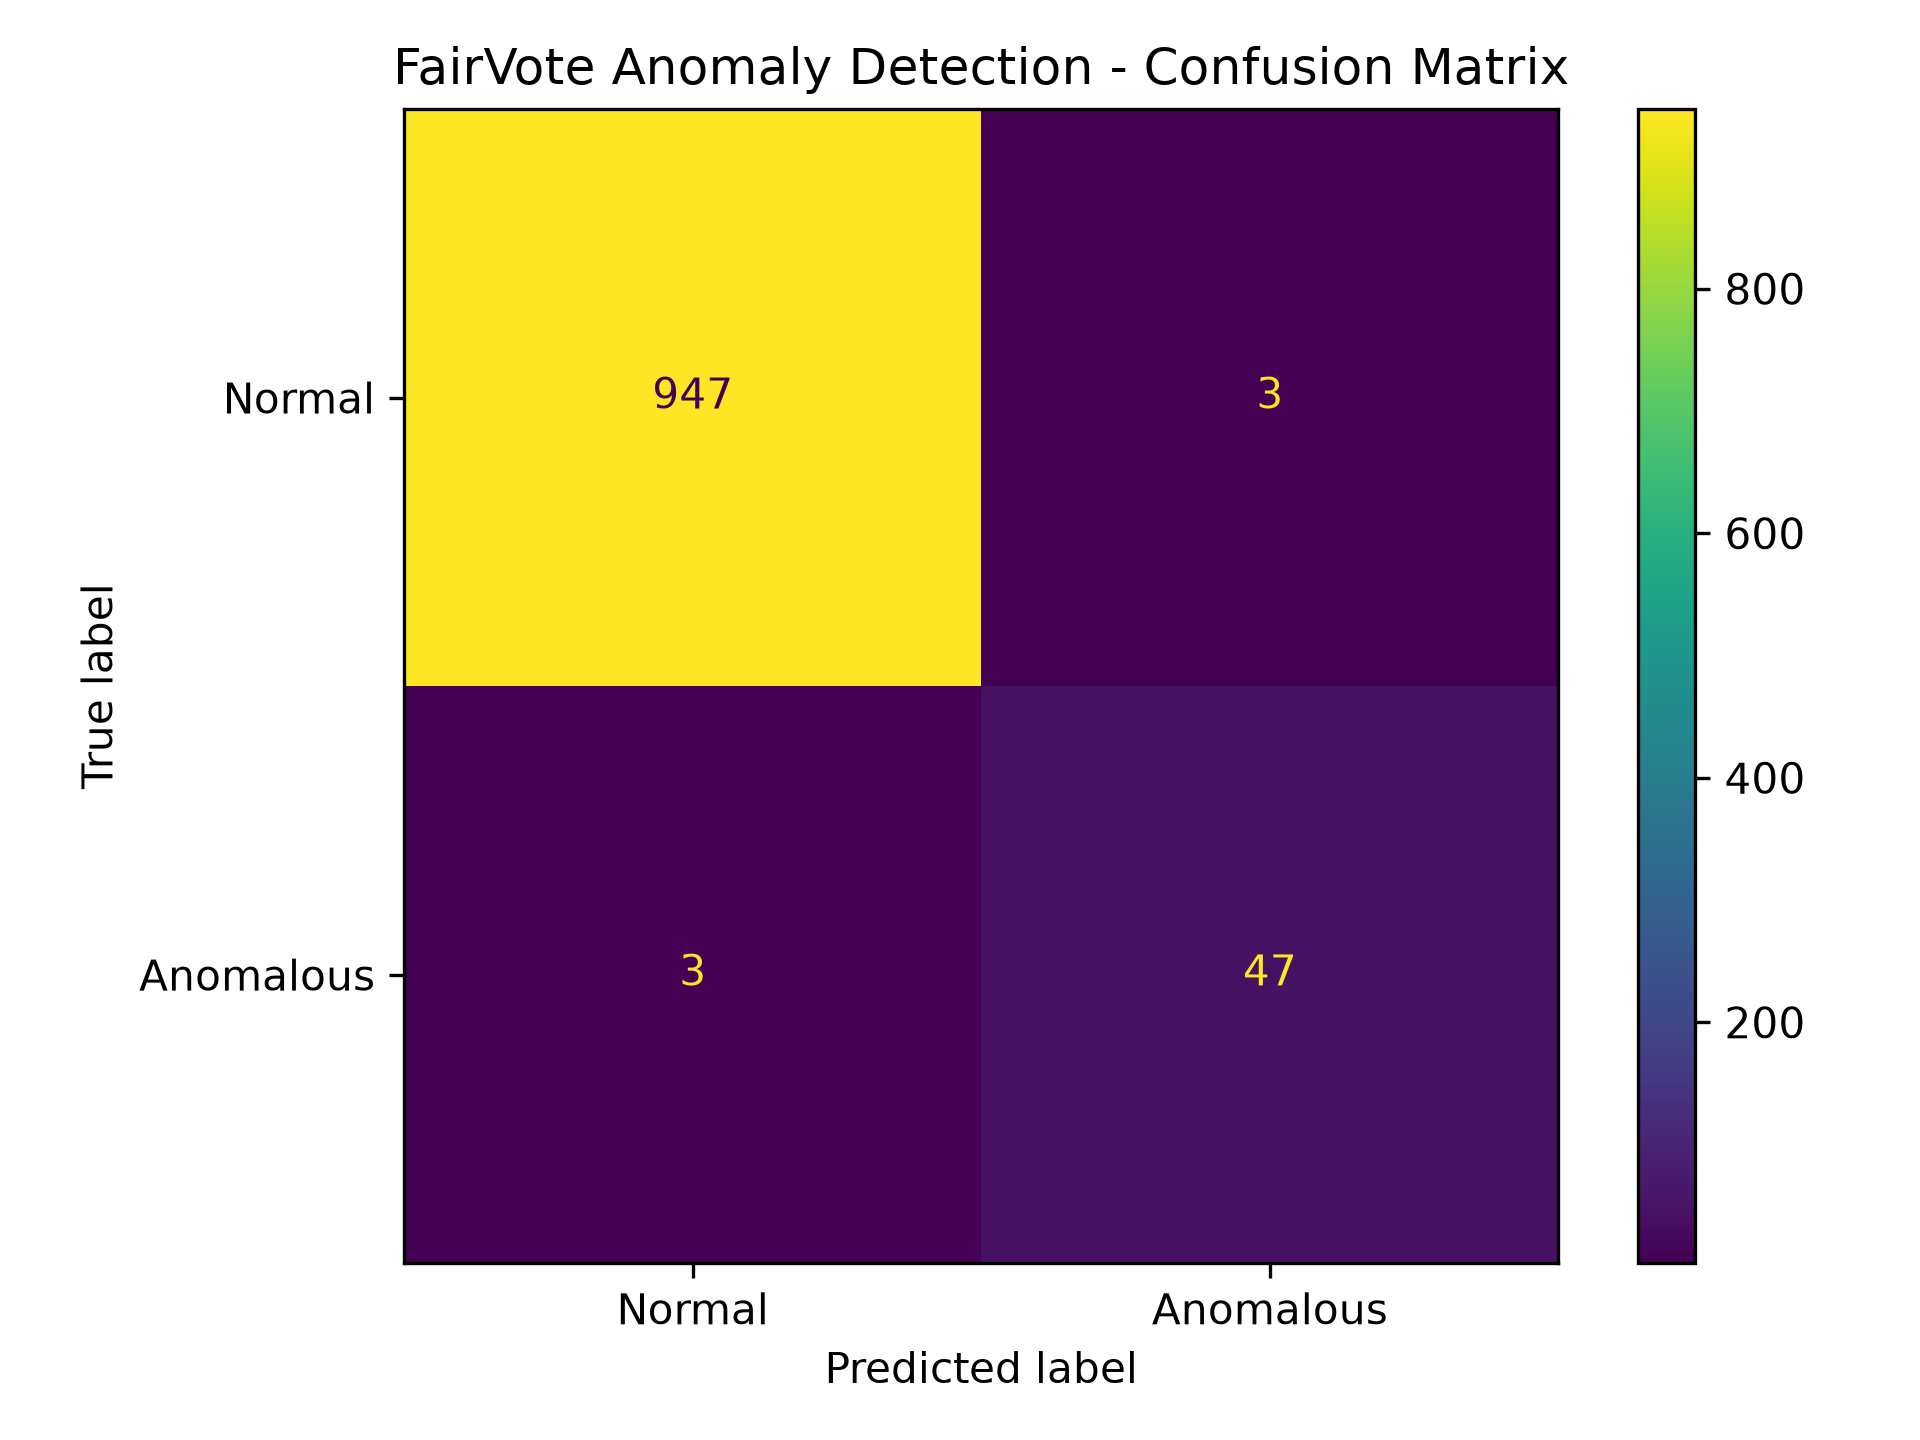 FairVote Anomaly Detection - Confusion Matrix
Normal
Anomalous
True label
947
3
3
47
Normal
Anomalous
Predicted label
800
600
400
200